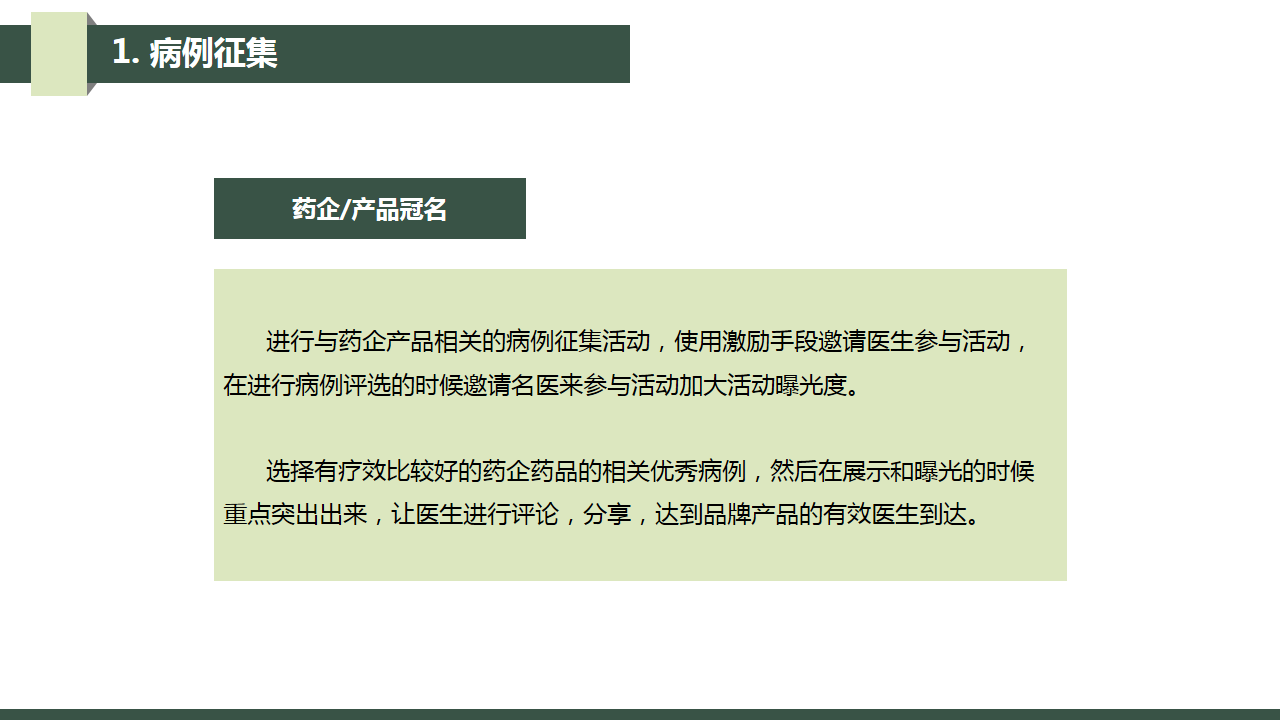 1. 病例征集
药企/产品冠名
进行与药企产品相关的病例征集活动，使用激励手段邀请医生参与活动，
在进行病例评选的时候邀请名医来参与活动加大活动曝光度。
选择有疗效比较好的药企药品的相关优秀病例，然后在展示和曝光的时候
重点突出出来，让医生进行评论，分享，达到品牌产品的有效医生到达。